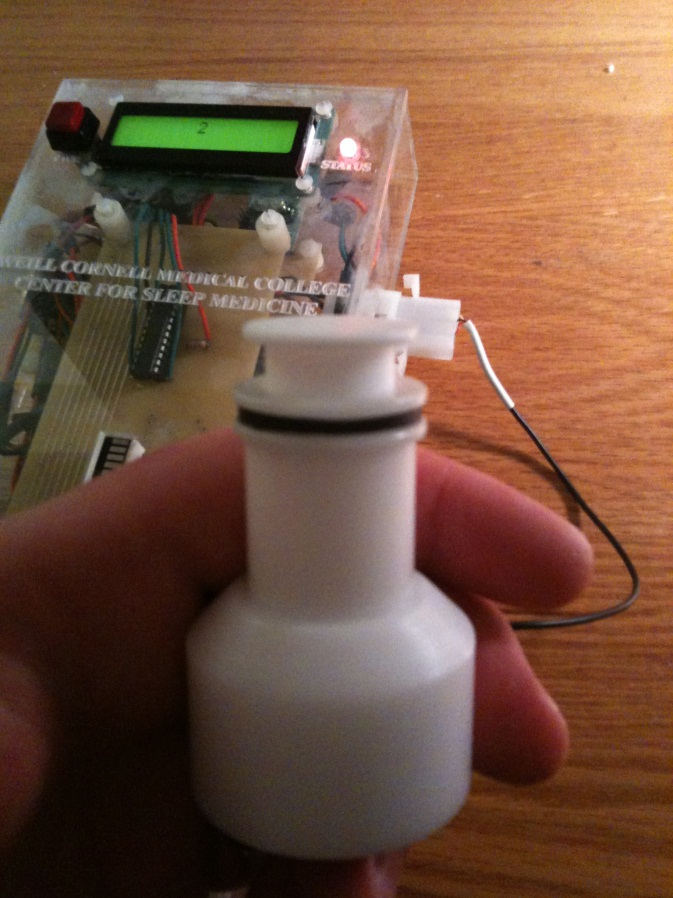 2
STATUS
WEILL CORNELL MEDICAL COLLEGE
CENTER FOR SLEEP MEDICINE